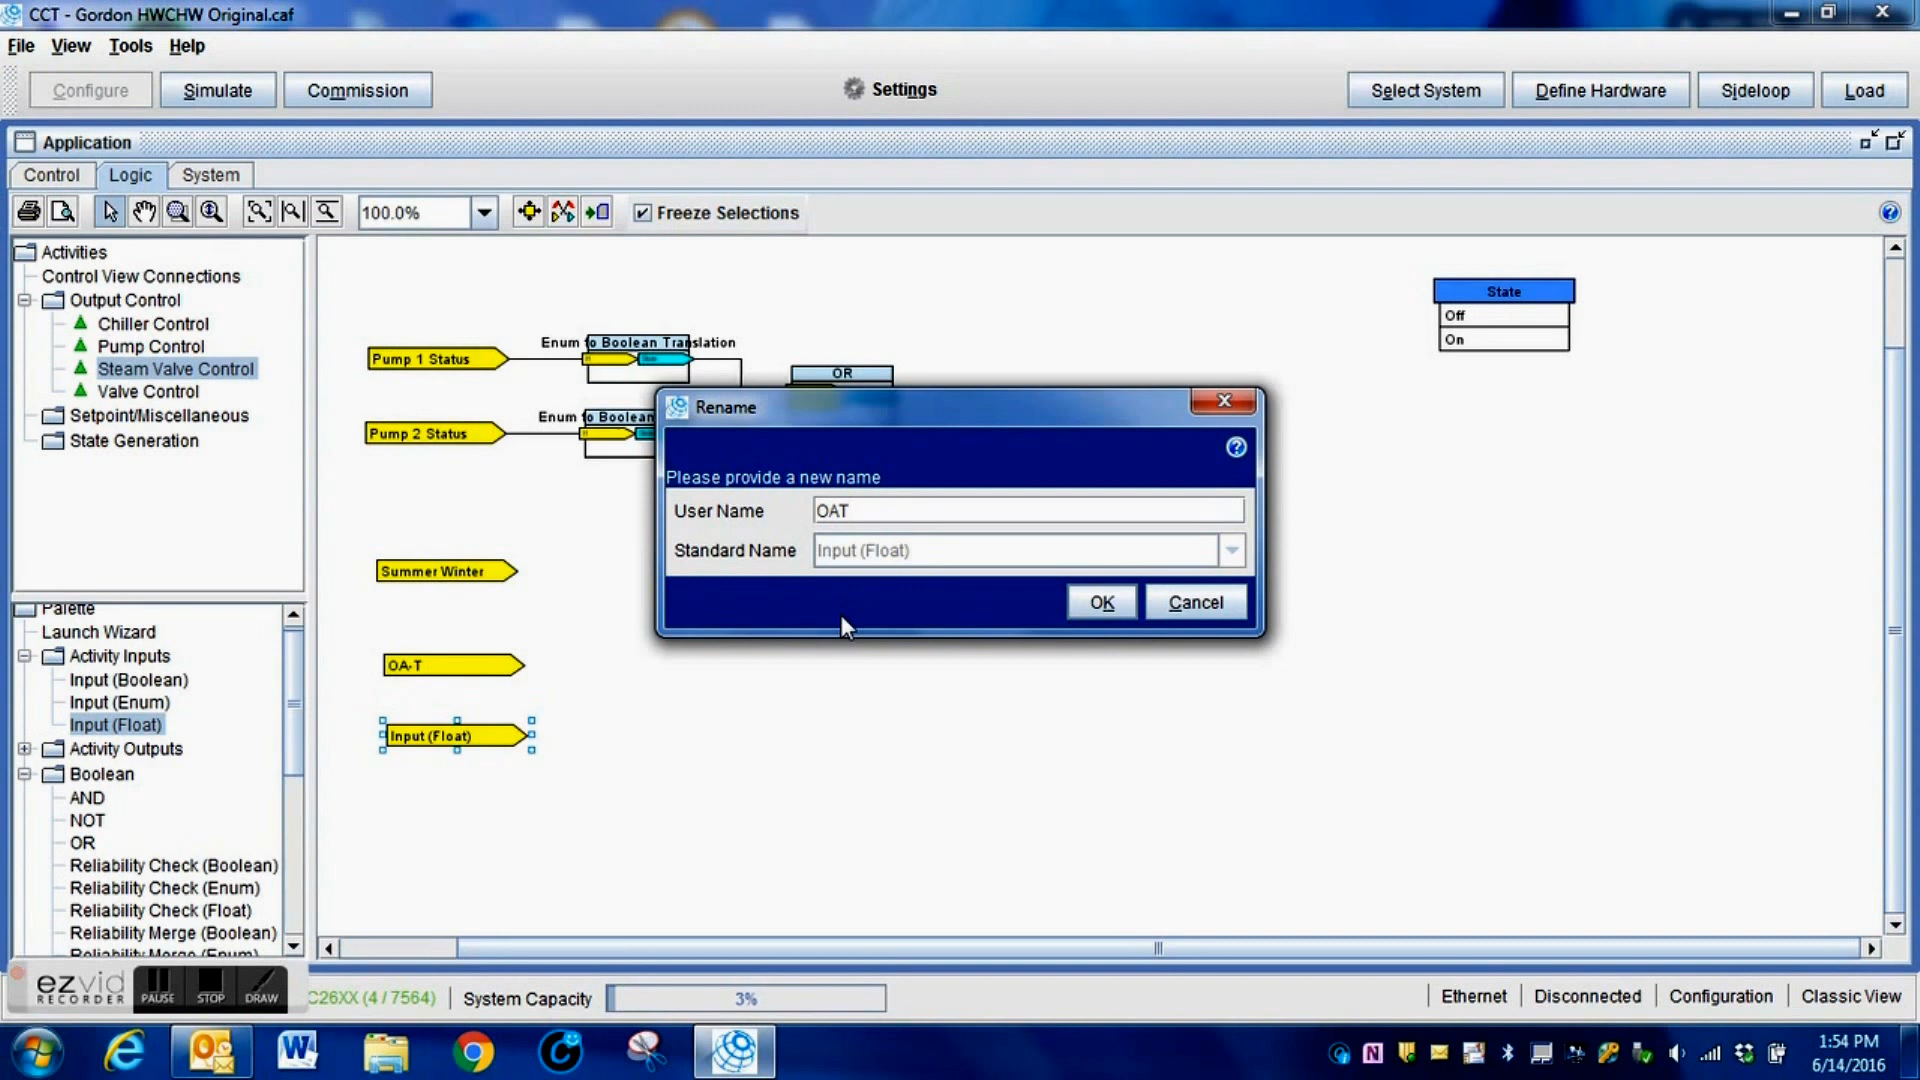 CCT - Gordon HWCHW Original.caf
File View Tools Help
Configure Simulate Commission Settings Select System Define Hardware Sideloop Load
Application
Control Logic System
100.0% Freeze Selections
Activities
Control View Connections
Output Control
Chiller Control
Pump Control
Steam Valve Control
Valve Control
Setpoint/Miscellaneous
State Generation
Palette
Launch Wizard
Activity Inputs
Input (Boolean)
Input (Enum)
Input (Float)
Activity Outputs
Boolean
AND
NOT
OR
Reliability Check (Boolean)
Reliability Check (Enum)
Reliability Check (Float)
Reliability Merge (Boolean)
Reliability Merge (Enum)
State
Off
On
Enum to Boolean Translation
Pump 1 Status
OR
Enum to Boolean
Pump 2 Status
Summer Winter
OA-T
Input (Float)
Rename
Please provide a new name
User Name OAT
Standard Name Input (Float)
OK Cancel
ezvid
RECORDER
PAUSE STOP DRAW
C26XX (4 / 7564) System Capacity 3% Ethernet Disconnected Configuration Classic View
1:54 PM
6/14/2016